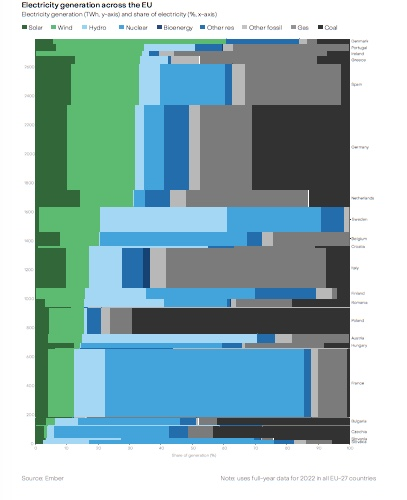 Electricity generation across the EU
Electricity generation (TWh, y-axis) and share of electricity (%, x-axis)
Solar Wind Hydro Nuclear Bioenergy Other res Other fossil Gas Coal
Denmark
Portugal
Ireland
Greece
Spain
Germany
Netherlands
Sweden
Belgium
Croatia
Italy
Finland
Romania
Poland
Austria
Hungary
France
Bulgaria
Czechia
Slovenia
Share of generation (%)
Source: Ember
Note: uses full-year data for 2022 in all EU-27 countries